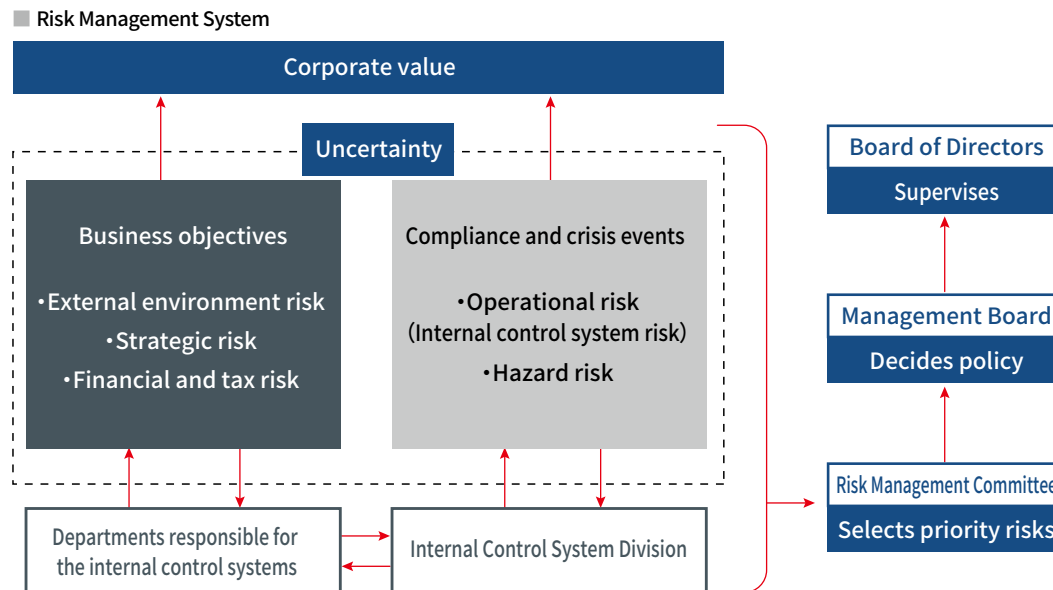 Risk Management System
Corporate value
Uncertainty
Business objectives
・External environment risk
・Strategic risk
・Financial and tax risk
Compliance and crisis events
・Operational risk
(Internal control system risk)
・Hazard risk
Departments responsible for
the internal control systems
Internal Control System Division
Board of Directors
Supervises
Management Board
Decides policy
Risk Management Committee
Selects priority risks